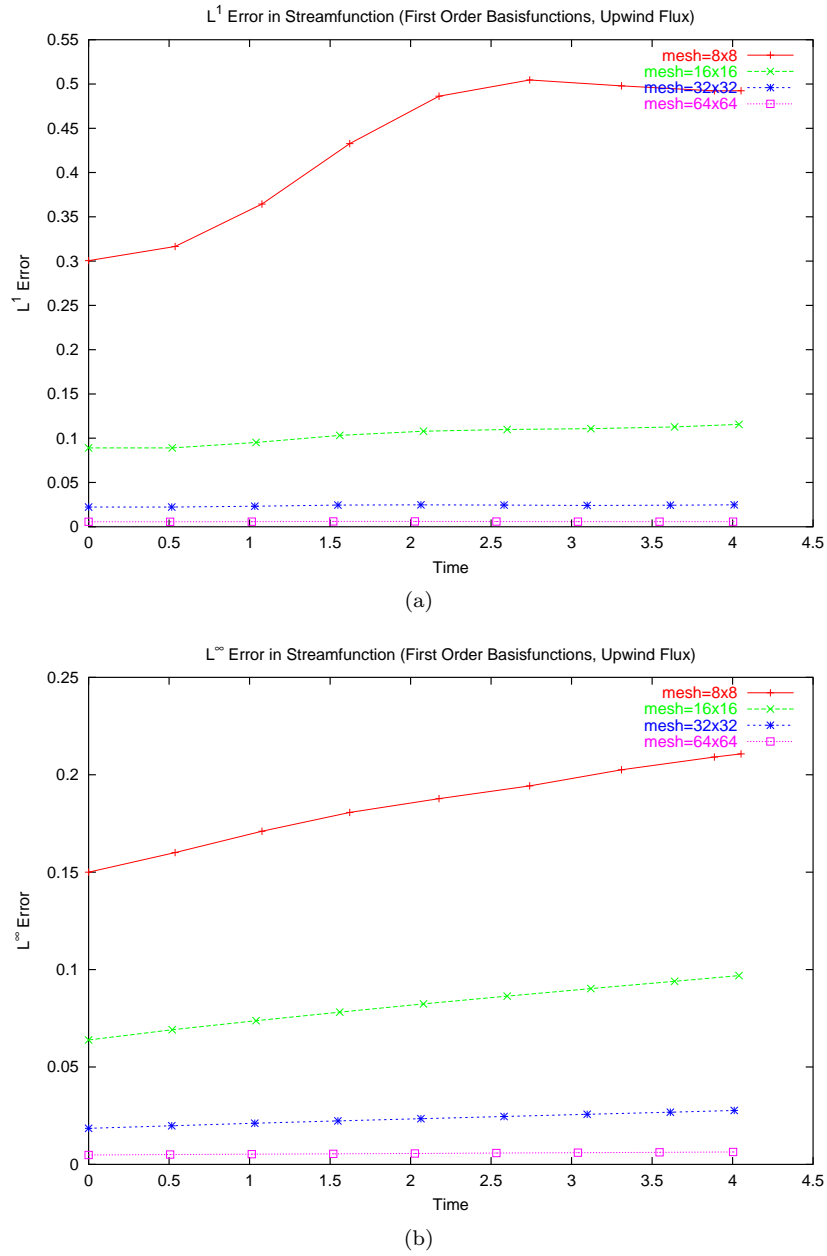 L¹ Error in Streamfunction (First Order Basisfunctions, Upwind Flux)
0.55
0.5
0.45
0.4
0.35
0.3
0.25
0.2
0.15
0.1
0.05
0
L¹ Error
mesh=8x8
mesh=16x16
mesh=32x32
mesh=64x64
0 0.5 1 1.5 2 2.5 3 3.5 4 4.5
Time
(a)
L∞ Error in Streamfunction (First Order Basisfunctions, Upwind Flux)
0.25
0.2
0.15
0.1
0.05
0
L∞ Error
mesh=8x8
mesh=16x16
mesh=32x32
mesh=64x64
0 0.5 1 1.5 2 2.5 3 3.5 4 4.5
Time
(b)